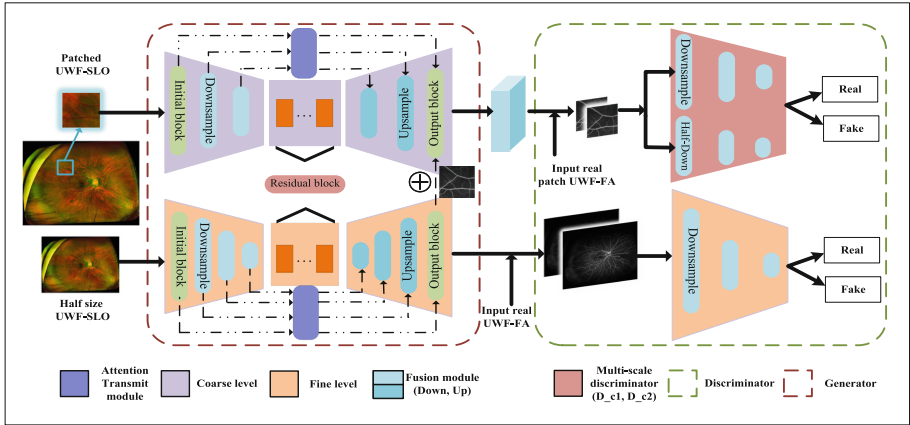 Patched
UWF-SLO
Initial block
Downsample
Upsample
Output block
Residual block
Input real
patch UWF-FA
Downsample
Half-Down
Real
Fake
Half size
UWF-SLO
Initial block
Downsample
Upsample
Output block
Input real
UWF-FA
Downsample
Real
Fake
Attention
Transmit
module
Coarse level
Fine level
Fusion module
(Down, Up)
Multi-scale
discriminator
(D_c1, D_c2)
Discriminator
Generator